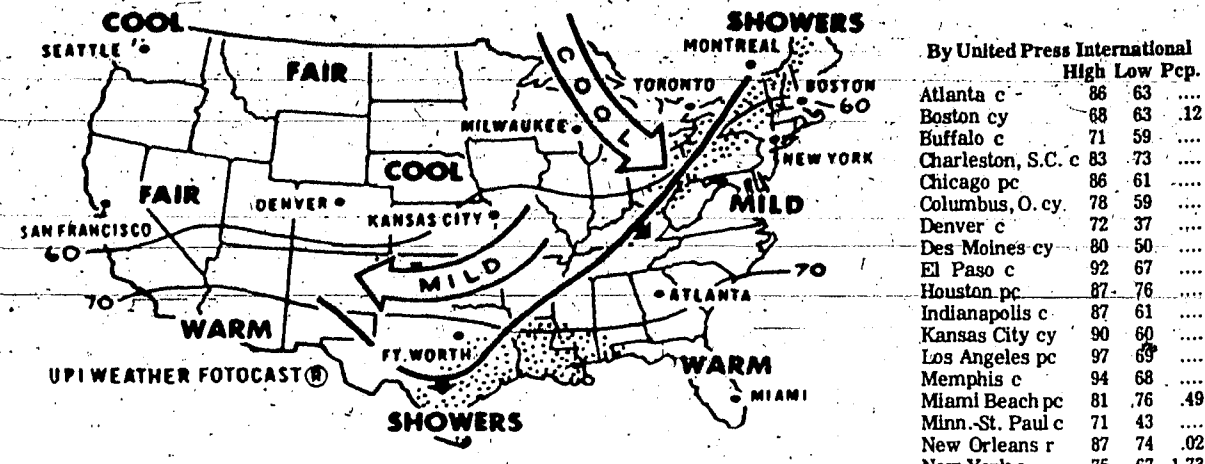 COOL
SHOWERS
SEATTLE
MONTREAL
FAIR
COOL
TORONTO
BOSTON
60
MILWAUKEE
COOL
NEW YORK
FAIR
DENVER
MILD
KANSAS CITY
SAN FRANCISCO
60
MILD
70
70
ATLANTA
WARM
FT. WORTH
WARM
UPI WEATHER FOTOCAST ®
MIAMI
SHOWERS
By United Press International
High Low Pcp.
Atlanta c 86 63 ....
Boston cy 68 63 .12
Buffalo c 71 59 ....
Charleston, S.C. c 83 73 ....
Chicago pc 86 61 ....
Columbus, O. cy. 78 59 ....
Denver c 72 37 ....
Des Moines cy 80 50 ....
El Paso c 92 67 ....
Houston pc 87 76 ....
Indianapolis c 87 61 ....
Kansas City cy 90 60 ....
Los Angeles pc 97 69 ....
Memphis c 94 68 ....
Miami Beach pc 81 .76 .49
Minn.-St. Paul c 71 43 ....
New Orleans r 87 74 .02